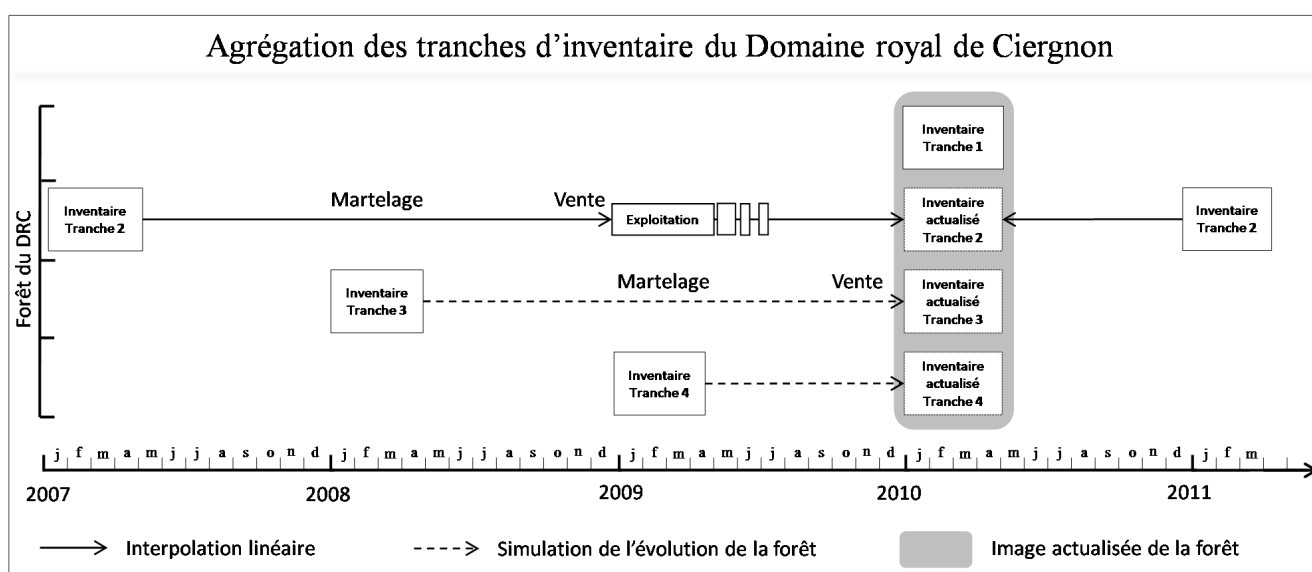 Agrégation des tranches d’inventaire du Domaine royal de Ciergnon
Forêt du DRC
Inventaire
Tranche 1
Inventaire
Tranche 2
Martelage
Vente
Exploitation
Inventaire
actualisé
Tranche 2
Inventaire
Tranche 2
Inventaire
Tranche 3
Martelage
Vente
Inventaire
actualisé
Tranche 3
Inventaire
Tranche 4
Inventaire
actualisé
Tranche 4
j f m a m j j a s o n d j f m a m j j a s o n d j f m a m j j a s o n d j f m a m j j a s o n d j f m
2007 2008 2009 2010 2011
Interpolation linéaire
Simulation de l’évolution de la forêt
Image actualisée de la forêt